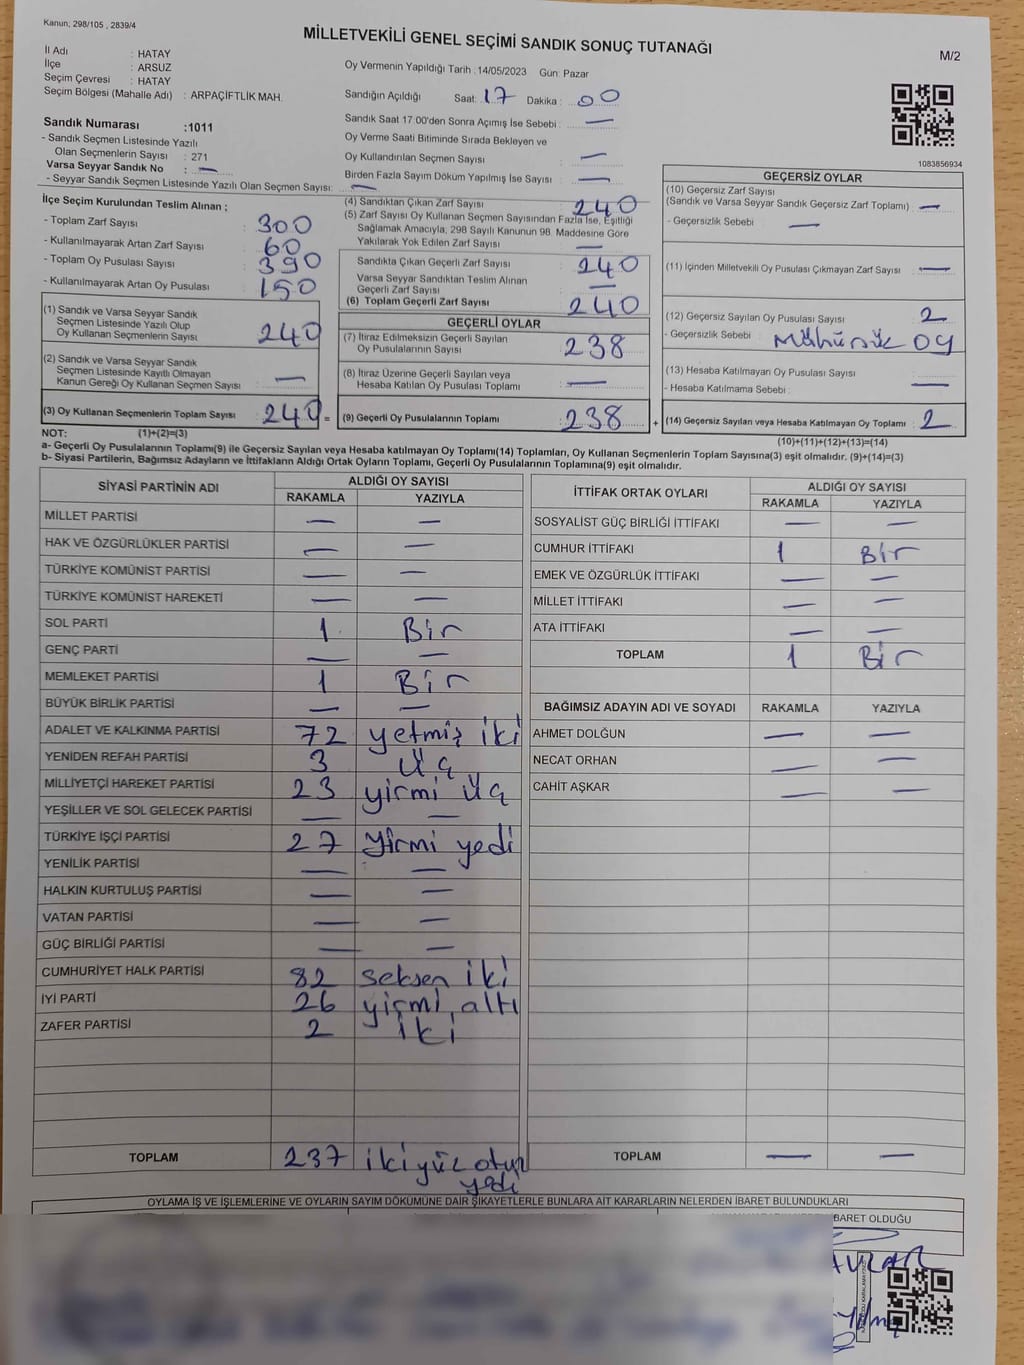 Kanun; 298/105 , 2839/4
MİLLETVEKİLİ GENEL SEÇİMİ SANDIK SONUÇ TUTANAĞI
M/2
İl Adı : HATAY
İlçe : ARSUZ
Seçim Çevresi : HATAY
Seçim Bölgesi (Mahalle Adı) : ARPAÇİFTLİK MAH.
Oy Vermenin Yapıldığı Tarih : 14/05/2023 Gün: Pazar
Sandığın Açıldığı Saat: 17 Dakika : 00
Sandık Saat 17:00'den Sonra Açımış İse Sebebi : —
Oy Verme Saati Bitiminde Sırada Bekleyen ve
Oy Kullandırılan Seçmen Sayısı —
Birden Fazla Sayım Döküm Yapılmış İse Sayısı : —
Sandık Numarası :1011
- Sandık Seçmen Listesinde Yazılı
Olan Seçmenlerin Sayısı : 271
Varsa Seyyar Sandık No : —
- Seyyar Sandık Seçmen Listesinde Yazılı Olan Seçmen Sayısı: —
1083856934
İlçe Seçim Kurulundan Teslim Alınan ;
- Toplam Zarf Sayısı : 300
- Kullanılmayarak Artan Zarf Sayısı : 60
- Toplam Oy Pusulası Sayısı : 390
- Kullanılmayarak Artan Oy Pusulası : 150
(1) Sandık ve Varsa Seyyar Sandık
Seçmen Listesinde Yazılı Olup
Oy Kullanan Seçmenlerin Sayısı : 240
(2) Sandık ve Varsa Seyyar Sandık
Seçmen Listesinde Kayıtlı Olmayan
Kanun Gereği Oy Kullanan Seçmen Sayısı : —
(3) Oy Kullanan Seçmenlerin Toplam Sayısı : 240 =
(4) Sandıktan Çıkan Zarf Sayısı : 240
(5) Zarf Sayısı Oy Kullanan Seçmen Sayısından Fazla İse, Eşitliği
Sağlamak Amacıyla, 298 Sayılı Kanunun 98. Maddesine Göre
Yakılarak Yok Edilen Zarf Sayısı : —
Sandıkta Çıkan Geçerli Zarf Sayısı : 240
Varsa Seyyar Sandıktan Teslim Alınan
Geçerli Zarf Sayısı : —
(6) Toplam Geçerli Zarf Sayısı : 240
GEÇERLİ OYLAR
(7) İtiraz Edilmeksizin Geçerli Sayılan
Oy Pusulalarının Sayısı : 238
(8) İtiraz Üzerine Geçerli Sayılan veya
Hesaba Katılan Oy Pusulası Toplamı : —
(9) Geçerli Oy Pusulalarının Toplamı : 238 +
GEÇERSİZ OYLAR
(10) Geçersiz Zarf Sayısı
(Sandık ve Varsa Seyyar Sandık Geçersiz Zarf Toplamı) : —
- Geçersizlik Sebebi : —
(11) İçinden Milletvekili Oy Pusulası Çıkmayan Zarf Sayısı : —
(12) Geçersiz Sayılan Oy Pusulası Sayısı : 2
- Geçersizlik Sebebi : Mühürsük oy
(13) Hesaba Katılmayan Oy Pusulası Sayısı : —
- Hesaba Katılmama Sebebi :
(14) Geçersiz Sayılan veya Hesaba Katılmayan Oy Toplamı : 2
NOT: (1)+(2)=(3)
(10)+(11)+(12)+(13)=(14)
a- Geçerli Oy Pusulalarının Toplamı(9) ile Geçersiz Sayılan veya Hesaba katılmayan Oy Toplamı(14) Toplamları, Oy Kullanan Seçmenlerin Toplam Sayısına(3) eşit olmalıdır. (9)+(14)=(3)
b- Siyasi Partilerin, Bağımsız Adayların ve İttifakların Aldığı Ortak Oyların Toplamı, Geçerli Oy Pusulalarının Toplamına(9) eşit olmalıdır.
SİYASİ PARTİNİN ADI ALDIĞI OY SAYISI
RAKAMLA YAZIYLA
MİLLET PARTİSİ — —
HAK VE ÖZGÜRLÜKLER PARTİSİ — —
TÜRKİYE KOMÜNİST PARTİSİ — —
TÜRKİYE KOMÜNİST HAREKETİ — —
SOL PARTİ 1 Bir
GENÇ PARTİ — —
MEMLEKET PARTİSİ 1 Bir
BÜYÜK BİRLİK PARTİSİ — —
ADALET VE KALKINMA PARTİSİ 72 yetmiş iki
YENİDEN REFAH PARTİSİ 3 üç
MİLLİYETÇİ HAREKET PARTİSİ 23 yirmi üç
YEŞİLLER VE SOL GELECEK PARTİSİ — —
TÜRKİYE İŞÇİ PARTİSİ 27 yirmi yedi
YENİLİK PARTİSİ — —
HALKIN KURTULUŞ PARTİSİ — —
VATAN PARTİSİ — —
GÜÇ BİRLİĞİ PARTİSİ — —
CUMHURİYET HALK PARTİSİ 82 seksen iki
İYİ PARTİ 26 yirmi altı
ZAFER PARTİSİ 2 iki
TOPLAM 237 ikiyüz otuz
yedi
İTTİFAK ORTAK OYLARI ALDIĞI OY SAYISI
RAKAMLA YAZIYLA
SOSYALİST GÜÇ BİRLİĞİ İTTİFAKI — —
CUMHUR İTTİFAKI 1 Bir
EMEK VE ÖZGÜRLÜK İTTİFAKI — —
MİLLET İTTİFAKI — —
ATA İTTİFAKI — —
TOPLAM 1 Bir
BAĞIMSIZ ADAYIN ADI VE SOYADI RAKAMLA YAZIYLA
AHMET DOLĞUN — —
NECAT ORHAN — —
CAHİT AŞKAR — —
TOPLAM — —
OYLAMA İŞ VE İŞLEMLERİNE VE OYLARIN SAYIM DÖKÜMÜNE DAİR ŞİKAYETLERLE BUNLARA AİT KARARLARIN NELERDEN İBARET BULUNDUKLARI
BARET OLDUĞU